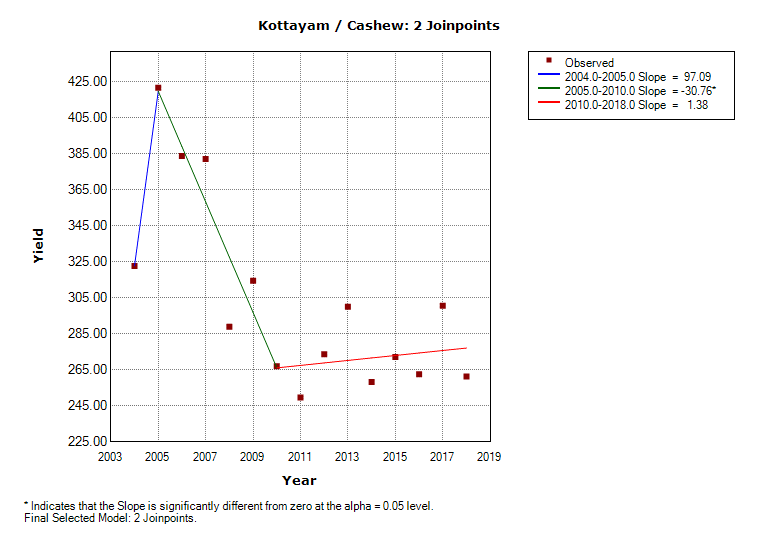 Kottayam / Cashew: 2 Joinpoints
Observed
2004.0-2005.0 Slope = 97.09
2005.0-2010.0 Slope = -30.76*
2010.0-2018.0 Slope = 1.38
425.00
405.00
385.00
365.00
345.00
325.00
305.00
285.00
265.00
245.00
225.00
Yield
2003 2005 2007 2009 2011 2013 2015 2017 2019
Year
* Indicates that the Slope is significantly different from zero at the alpha = 0.05 level.
Final Selected Model: 2 Joinpoints.